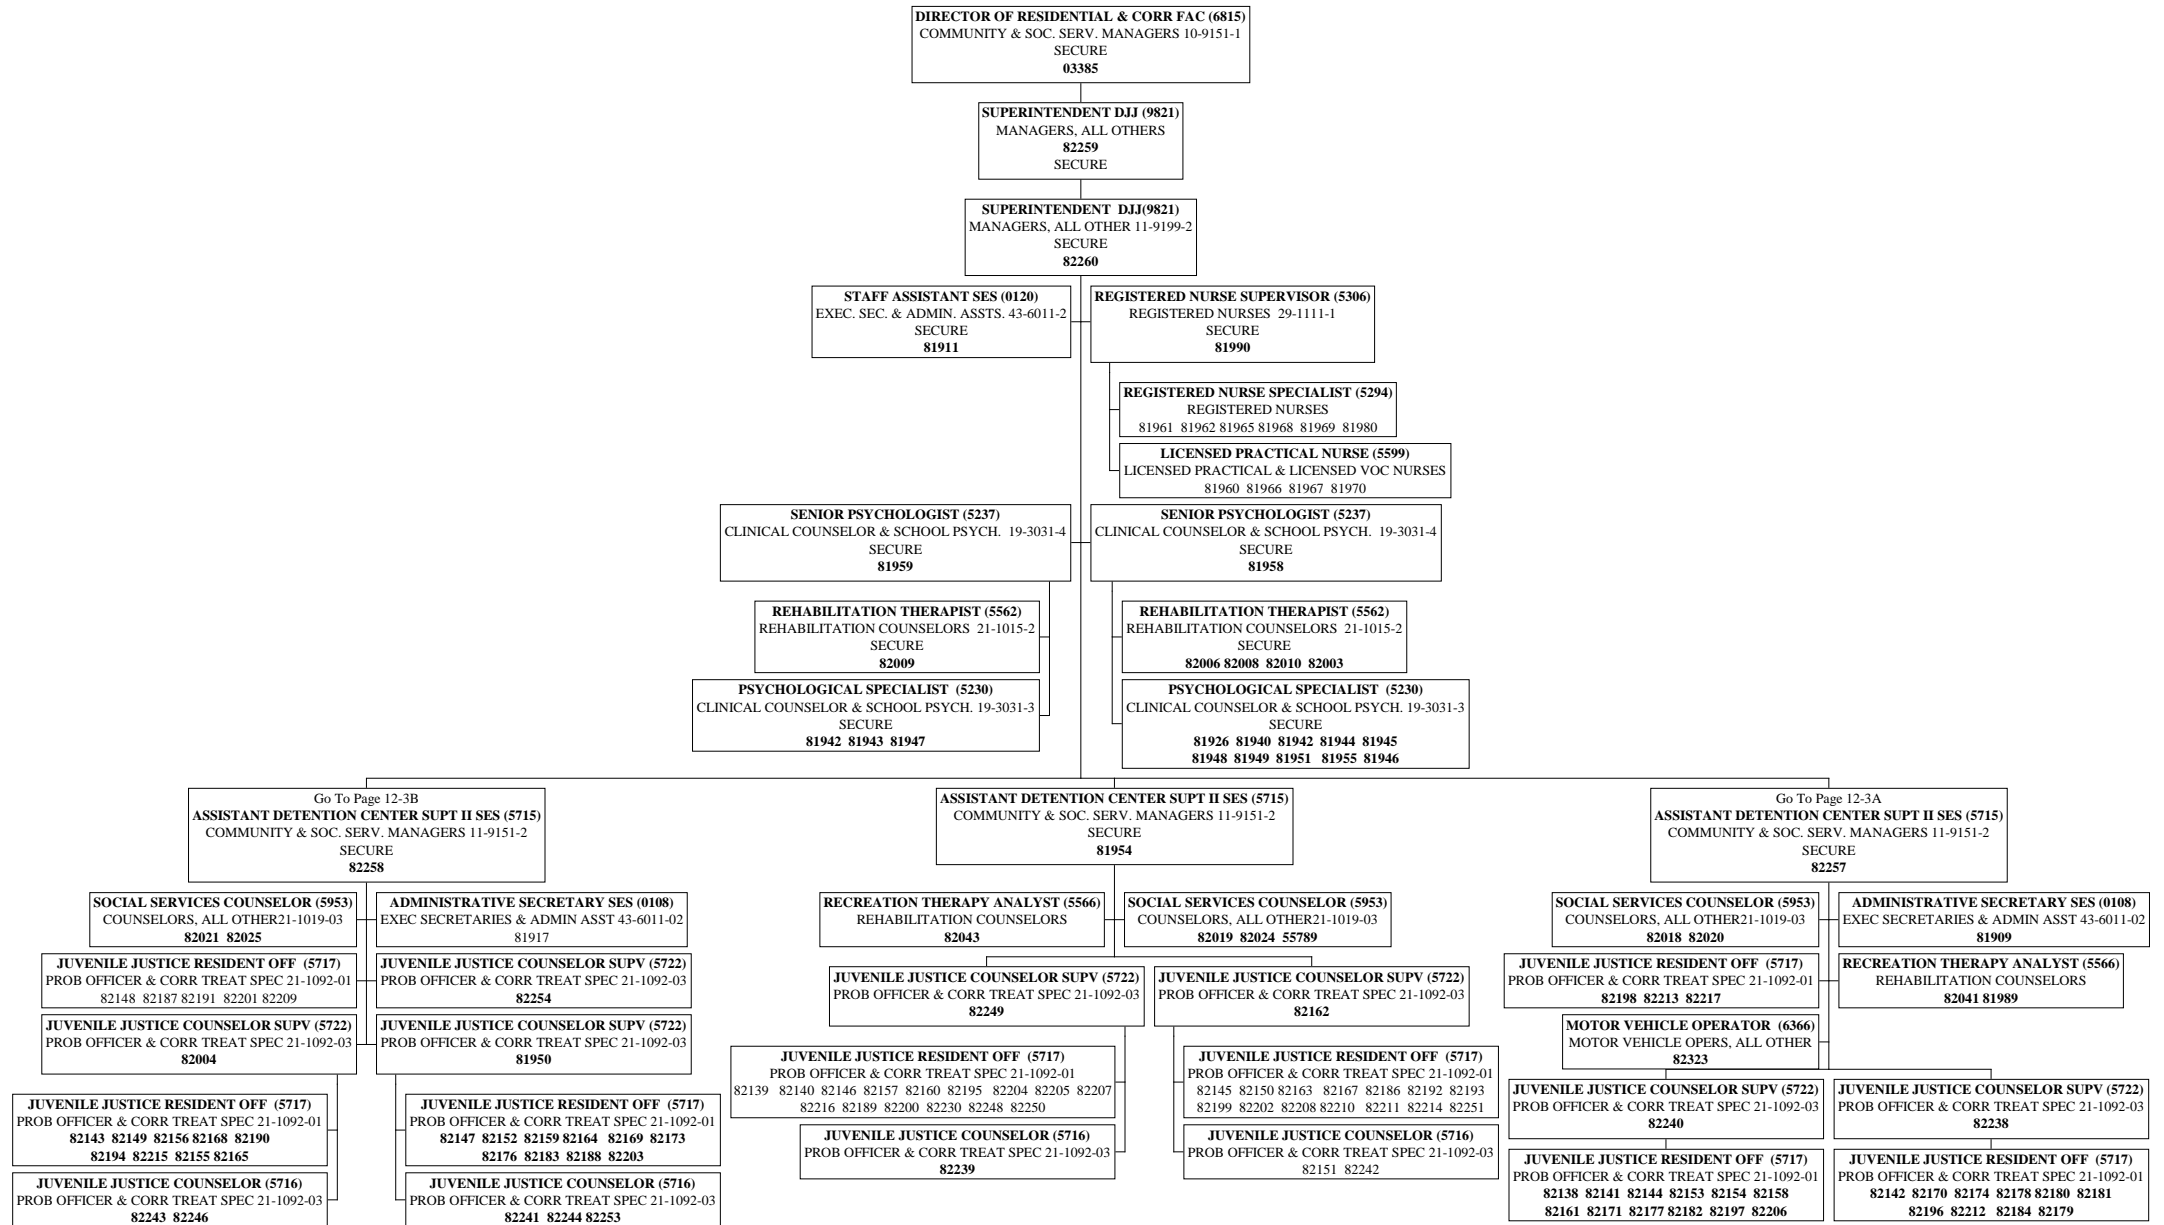 DIRECTOR OF RESIDENTIAL & CORR FAC (6815)
COMMUNITY & SOC. SERV. MANAGERS 10-9151-1
SECURE
03385
SUPERINTENDENT DJJ (9821)
MANAGERS, ALL OTHERS
82259
SECURE
SUPERINTENDENT DJJ(9821)
MANAGERS, ALL OTHER 11-9199-2
SECURE
82260
STAFF ASSISTANT SES (0120)
EXEC. SEC. & ADMIN. ASSTS. 43-6011-2
SECURE
81911
REGISTERED NURSE SUPERVISOR (5306)
REGISTERED NURSES 29-1111-1
SECURE
81990
REGISTERED NURSE SPECIALIST (5294)
REGISTERED NURSES
81961 81962 81965 81968 81969 81980
LICENSED PRACTICAL NURSE (5599)
LICENSED PRACTICAL & LICENSED VOC NURSES
81960 81966 81967 81970
SENIOR PSYCHOLOGIST (5237)
CLINICAL COUNSELOR & SCHOOL PSYCH. 19-3031-4
SECURE
81959
SENIOR PSYCHOLOGIST (5237)
CLINICAL COUNSELOR & SCHOOL PSYCH. 19-3031-4
SECURE
81958
REHABILITATION THERAPIST (5562)
REHABILITATION COUNSELORS 21-1015-2
SECURE
82009
REHABILITATION THERAPIST (5562)
REHABILITATION COUNSELORS 21-1015-2
SECURE
82006 82008 82010 82003
PSYCHOLOGICAL SPECIALIST (5230)
CLINICAL COUNSELOR & SCHOOL PSYCH. 19-3031-3
SECURE
81942 81943 81947
PSYCHOLOGICAL SPECIALIST (5230)
CLINICAL COUNSELOR & SCHOOL PSYCH. 19-3031-3
SECURE
81926 81940 81942 81944 81945
81948 81949 81951 81955 81946
Go To Page 12-3B
ASSISTANT DETENTION CENTER SUPT II SES (5715)
COMMUNITY & SOC. SERV. MANAGERS 11-9151-2
SECURE
82258
ASSISTANT DETENTION CENTER SUPT II SES (5715)
COMMUNITY & SOC. SERV. MANAGERS 11-9151-2
SECURE
81954
Go To Page 12-3A
ASSISTANT DETENTION CENTER SUPT II SES (5715)
COMMUNITY & SOC. SERV. MANAGERS 11-9151-2
SECURE
82257
SOCIAL SERVICES COUNSELOR (5953)
COUNSELORS, ALL OTHER21-1019-03
82021 82025
ADMINISTRATIVE SECRETARY SES (0108)
EXEC SECRETARIES & ADMIN ASST 43-6011-02
81917
JUVENILE JUSTICE RESIDENT OFF (5717)
PROB OFFICER & CORR TREAT SPEC 21-1092-01
82148 82187 82191 82201 82209
JUVENILE JUSTICE COUNSELOR SUPV (5722)
PROB OFFICER & CORR TREAT SPEC 21-1092-03
82254
JUVENILE JUSTICE COUNSELOR SUPV (5722)
PROB OFFICER & CORR TREAT SPEC 21-1092-03
82004
JUVENILE JUSTICE COUNSELOR SUPV (5722)
PROB OFFICER & CORR TREAT SPEC 21-1092-03
81950
JUVENILE JUSTICE RESIDENT OFF (5717)
PROB OFFICER & CORR TREAT SPEC 21-1092-01
82143 82149 82156 82168 82190
82194 82215 82155 82165
JUVENILE JUSTICE RESIDENT OFF (5717)
PROB OFFICER & CORR TREAT SPEC 21-1092-01
82147 82152 82159 82164 82169 82173
82176 82183 82188 82203
JUVENILE JUSTICE COUNSELOR (5716)
PROB OFFICER & CORR TREAT SPEC 21-1092-03
82243 82246
JUVENILE JUSTICE COUNSELOR (5716)
PROB OFFICER & CORR TREAT SPEC 21-1092-03
82241 82244 82253
RECREATION THERAPY ANALYST (5566)
REHABILITATION COUNSELORS
82043
SOCIAL SERVICES COUNSELOR (5953)
COUNSELORS, ALL OTHER21-1019-03
82019 82024 55789
JUVENILE JUSTICE COUNSELOR SUPV (5722)
PROB OFFICER & CORR TREAT SPEC 21-1092-03
82249
JUVENILE JUSTICE COUNSELOR SUPV (5722)
PROB OFFICER & CORR TREAT SPEC 21-1092-03
82162
JUVENILE JUSTICE RESIDENT OFF (5717)
PROB OFFICER & CORR TREAT SPEC 21-1092-01
82139 82140 82146 82157 82160 82195 82204 82205 82207
82216 82189 82200 82230 82248 82250
JUVENILE JUSTICE RESIDENT OFF (5717)
PROB OFFICER & CORR TREAT SPEC 21-1092-01
82145 82150 82163 82167 82186 82192 82193
82199 82202 82208 82210 82211 82214 82251
JUVENILE JUSTICE COUNSELOR (5716)
PROB OFFICER & CORR TREAT SPEC 21-1092-03
82239
JUVENILE JUSTICE COUNSELOR (5716)
PROB OFFICER & CORR TREAT SPEC 21-1092-03
82151 82242
SOCIAL SERVICES COUNSELOR (5953)
COUNSELORS, ALL OTHER21-1019-03
82018 82020
ADMINISTRATIVE SECRETARY SES (0108)
EXEC SECRETARIES & ADMIN ASST 43-6011-02
81909
JUVENILE JUSTICE RESIDENT OFF (5717)
PROB OFFICER & CORR TREAT SPEC 21-1092-01
82198 82213 82217
RECREATION THERAPY ANALYST (5566)
REHABILITATION COUNSELORS
82041 81989
MOTOR VEHICLE OPERATOR (6366)
MOTOR VEHICLE OPERS, ALL OTHER
82323
JUVENILE JUSTICE COUNSELOR SUPV (5722)
PROB OFFICER & CORR TREAT SPEC 21-1092-03
82240
JUVENILE JUSTICE COUNSELOR SUPV (5722)
PROB OFFICER & CORR TREAT SPEC 21-1092-03
82238
JUVENILE JUSTICE RESIDENT OFF (5717)
PROB OFFICER & CORR TREAT SPEC 21-1092-01
82138 82141 82144 82153 82154 82158
82161 82171 82177 82182 82197 82206
JUVENILE JUSTICE RESIDENT OFF (5717)
PROB OFFICER & CORR TREAT SPEC 21-1092-01
82142 82170 82174 82178 82180 82181
82196 82212 82184 82179